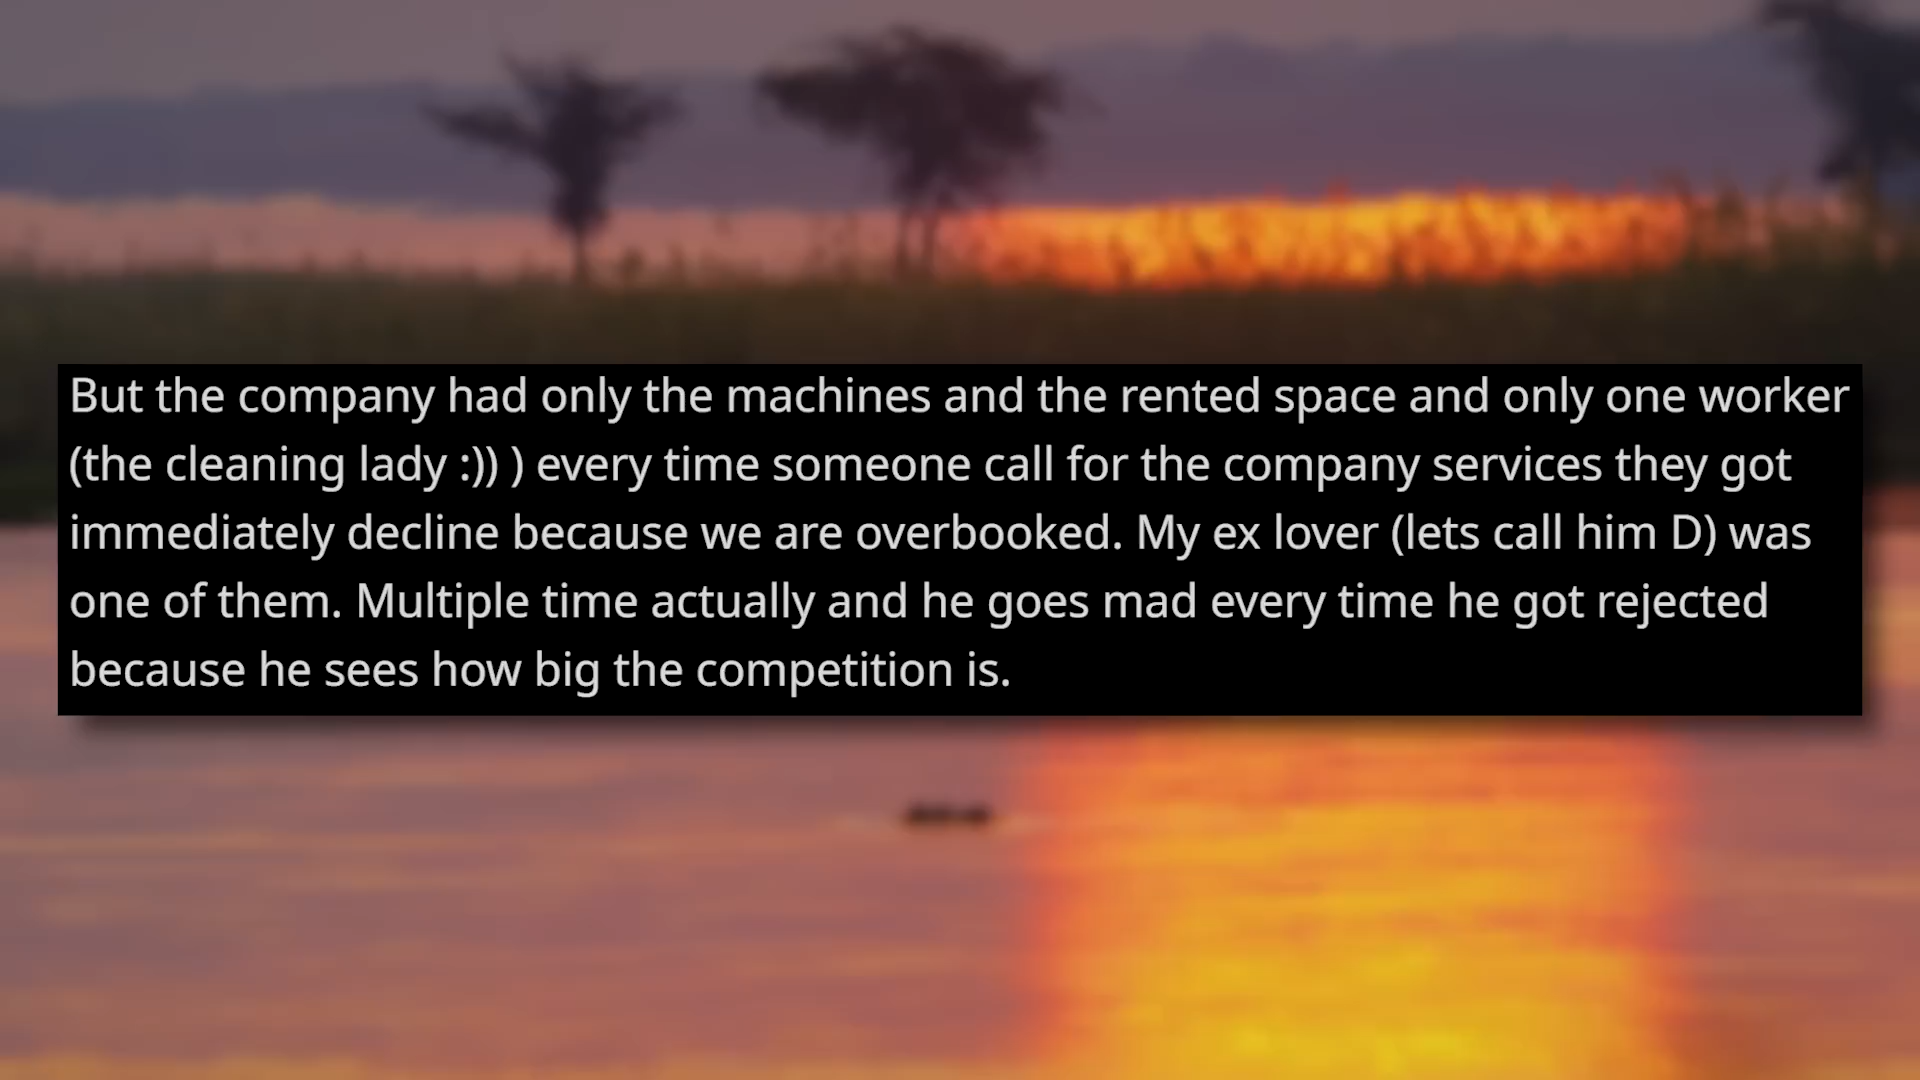 But the company had only the machines and the rented space and only one worker
(the cleaning lady :)) ) every time someone call for the company services they got
immediately decline because we are overbooked. My ex lover (lets call him D) was
one of them. Multiple time actually and he goes mad every time he got rejected
because he sees how big the competition is.